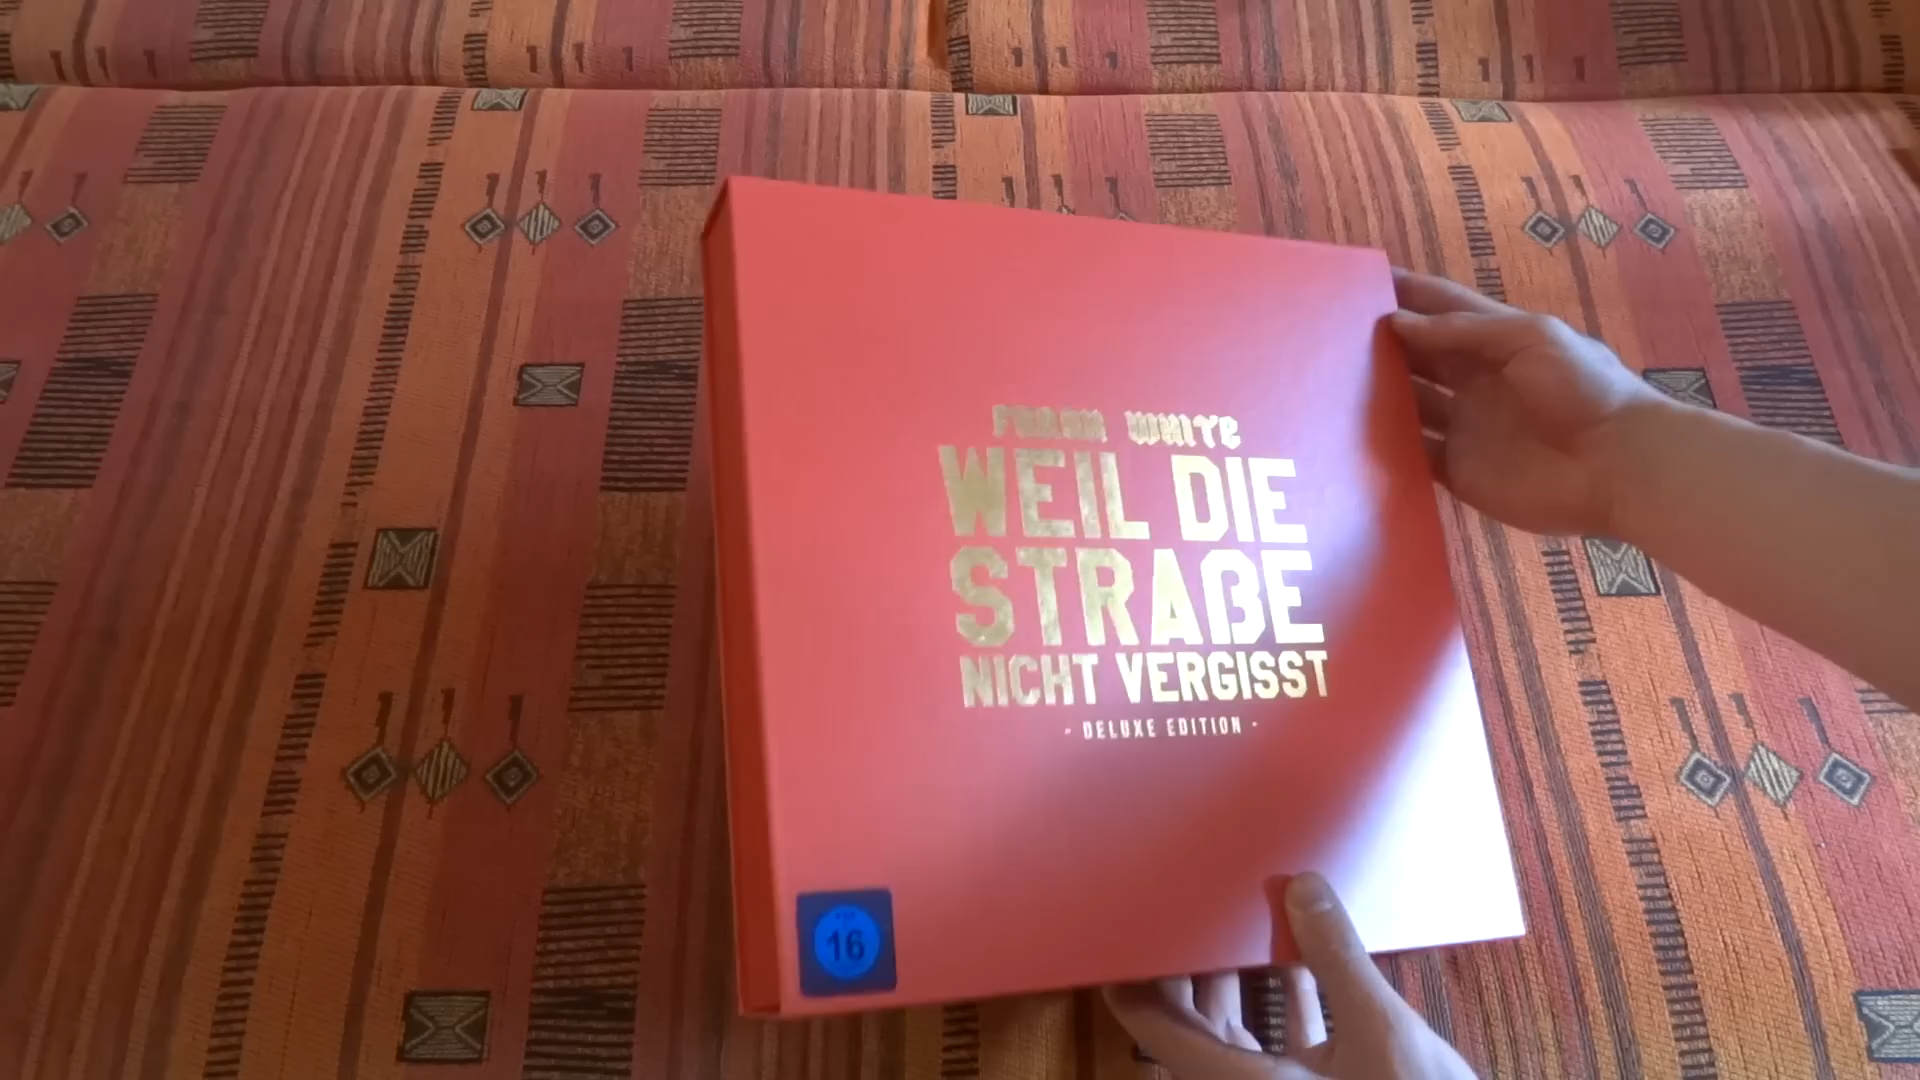 FRANK WHITE
WEIL DIE
STRAßE
NICHT VERGISST
- DELUXE EDITION -
16